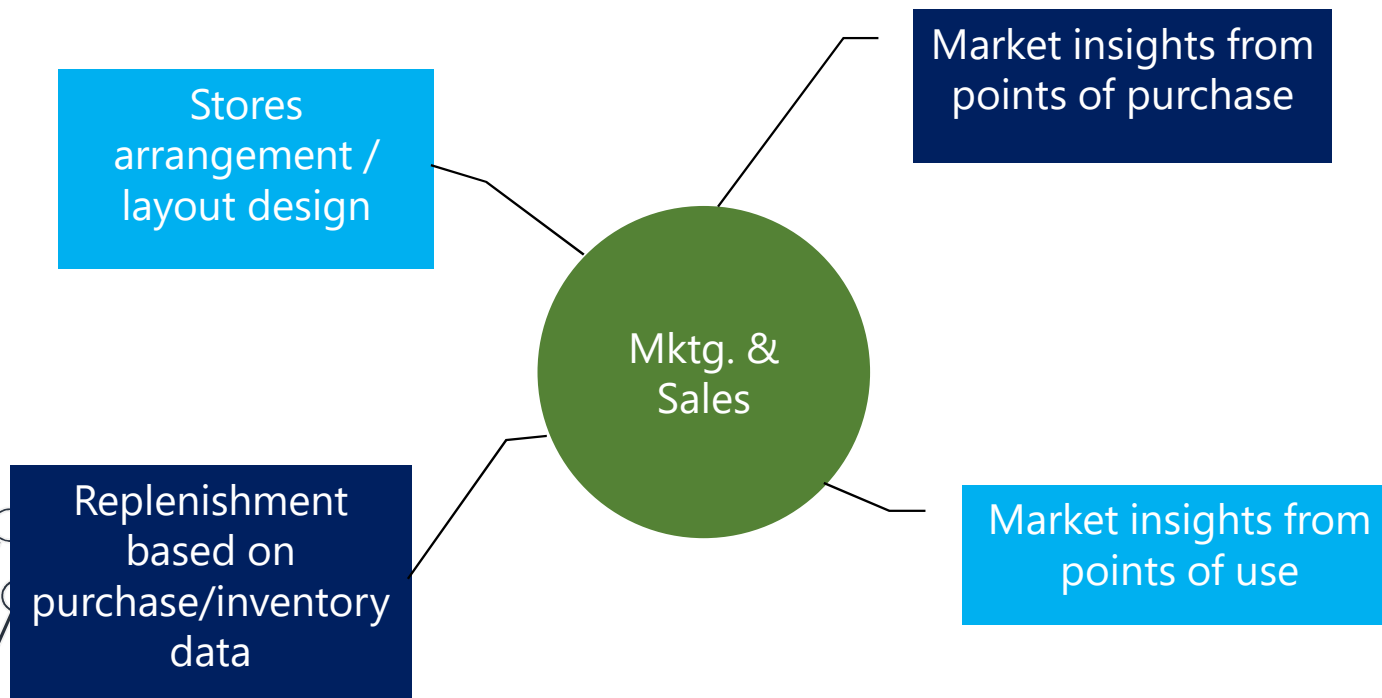 Stores
arrangement /
layout design
Market insights from
points of purchase
Mktg. &
Sales
Replenishment
based on
purchase/inventory
data
Market insights from
points of use